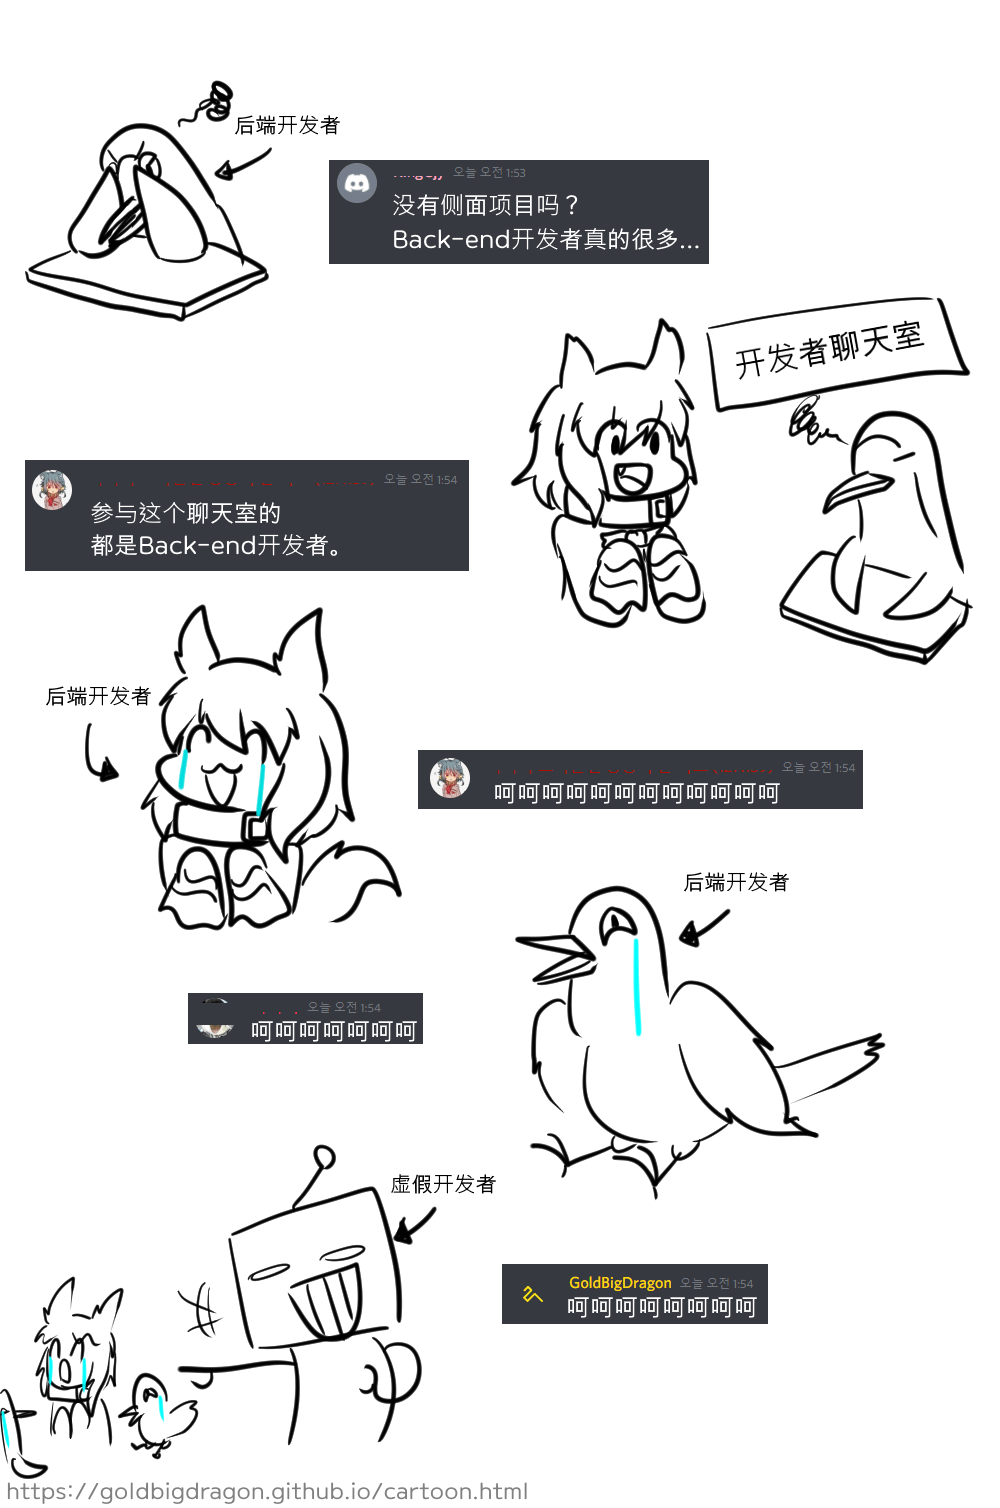 后端开发者
오늘 오전 1:53
没有侧面项目吗？
Back-end开发者真的很多...
开发者聊天室
오늘 오전 1:54
参与这个聊天室的
都是Back-end开发者。
后端开发者
오늘 오전 1:54
呵呵呵呵呵呵呵呵呵呵呵呵
后端开发者
오늘 오전 1:54
呵呵呵呵呵呵呵
虚假开发者
GoldBigDragon 오늘 오전 1:54
呵呵呵呵呵呵呵呵
https://goldbigdragon.github.io/cartoon.html